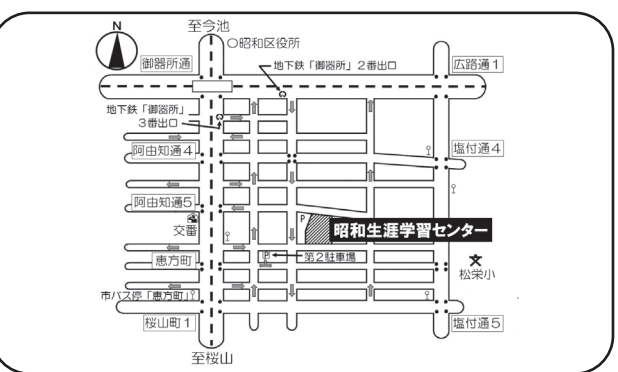 至今池
N
○昭和区役所
御器所通
地下鉄「御器所」2番出口
広路通1
地下鉄「御器所」
3番出口
阿由知通4
塩付通4
阿由知通5
交番
P
昭和生涯学習センター
恵方町
P
第2駐車場
文
松栄小
市バス停「恵方町」
桜山町1
塩付通5
至桜山